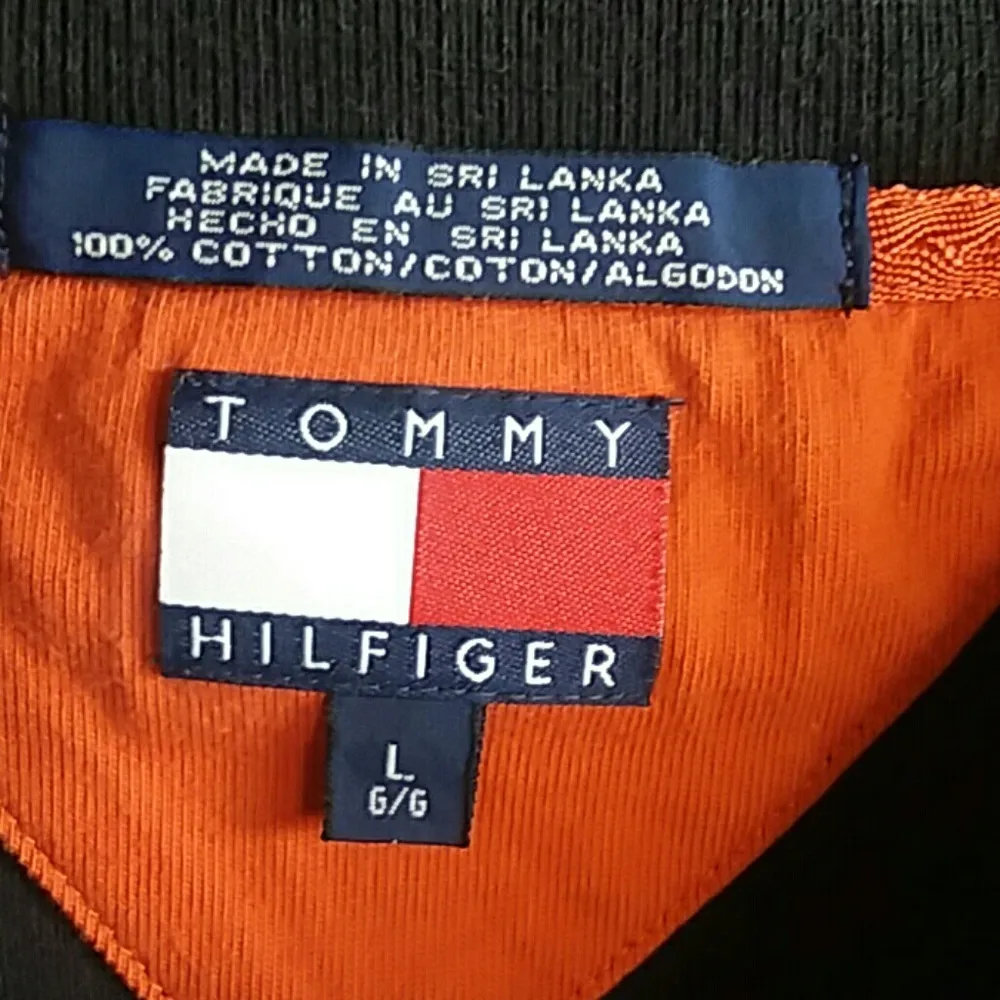 MADE IN SRI LANKA
FABRIQUE AU SRI LANKA
HECHO EN SRI LANKA
100% COTTON/COTON/ALGODON
TOMMY
HILFIGER
L
G/G